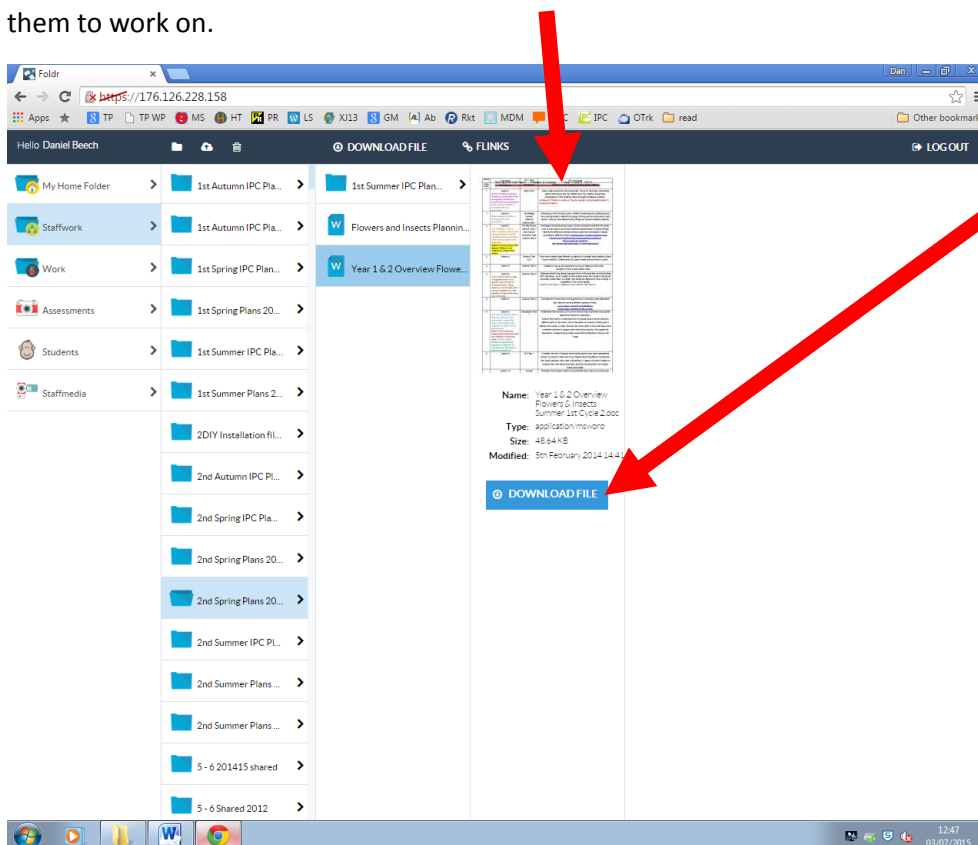 them to work on.
Foldr
Dan
https://176.126.228.158
Apps TP TP WP MS HT PR LS XJ13 GM Ab Rkt MDM IPC OTrk read Other bookmark
Hello Daniel Beech DOWNLOAD FILE FLINKS LOG OUT
My Home Folder
Staffwork
Work
Assessments
Students
Staffmedia
1st Autumn IPC Pla...
1st Autumn IPC Pla...
1st Spring IPC Plan...
1st Spring Plans 20...
1st Summer IPC Pla...
1st Summer Plans 2...
2DIY Installation fil...
2nd Autumn IPC Pl...
2nd Spring IPC Pla...
2nd Spring Plans 20...
2nd Spring Plans 20...
2nd Summer IPC Pl...
2nd Summer Plans ...
2nd Summer Plans ...
5 - 6 201415 shared
5 - 6 Shared 2012
1st Summer IPC Plan...
Flowers and Insects Plannin...
Year 1 & 2 Overview Flowe...
Name: Year 1 & 2 Overview
Flowers & Insects
Summer 1st Cycle 2.doc
Type: application/msword
Size: 48.64 KB
Modified: 5th February 2014 14:41
DOWNLOAD FILE
12:47
03/07/2015